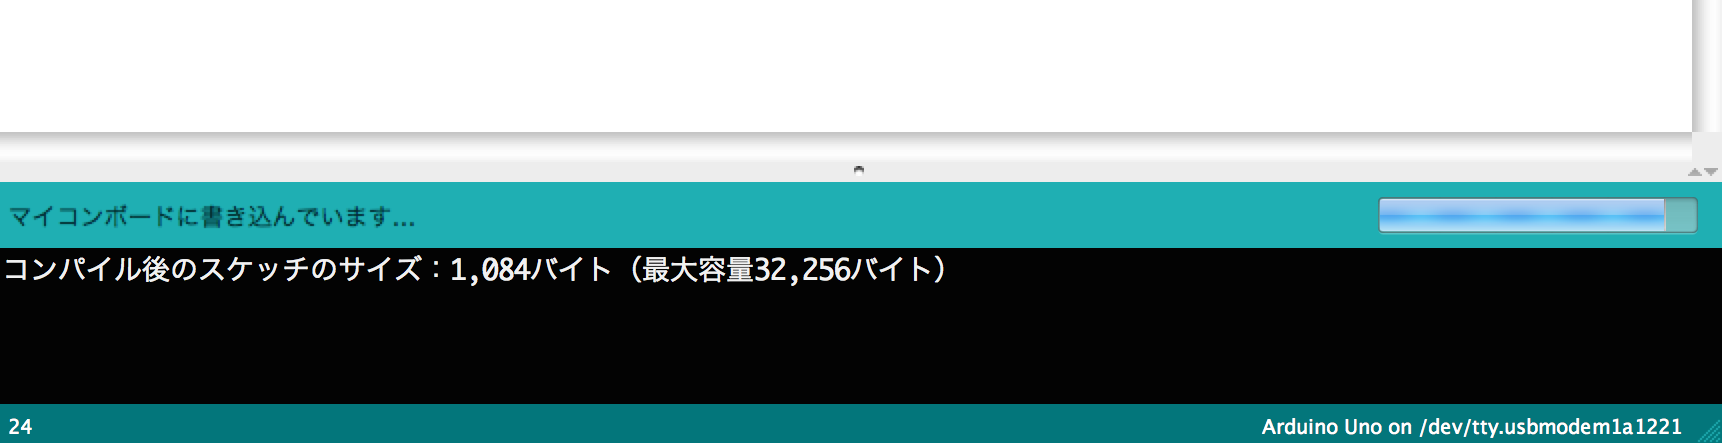 マイコンボードに書き込んでいます...
コンパイル後のスケッチのサイズ：1,084バイト（最大容量32,256バイト）
24
Arduino Uno on /dev/tty.usbmodem1a1221